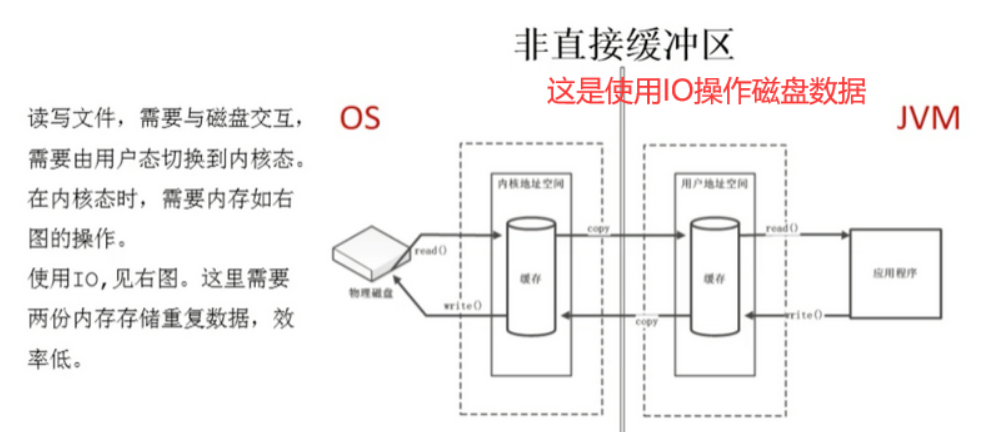 非直接缓冲区
这是使用IO操作磁盘数据
读写文件，需要与磁盘交互，
需要由用户态切换到内核态。
在内核态时，需要内存如右
图的操作。
使用IO,见右图。这里需要
两份内存存储重复数据，效
率低。
OS
JVM
内核地址空间
用户地址空间
read()
copy
read()
缓存
缓存
应用程序
物理磁盘
write()
copy
write()